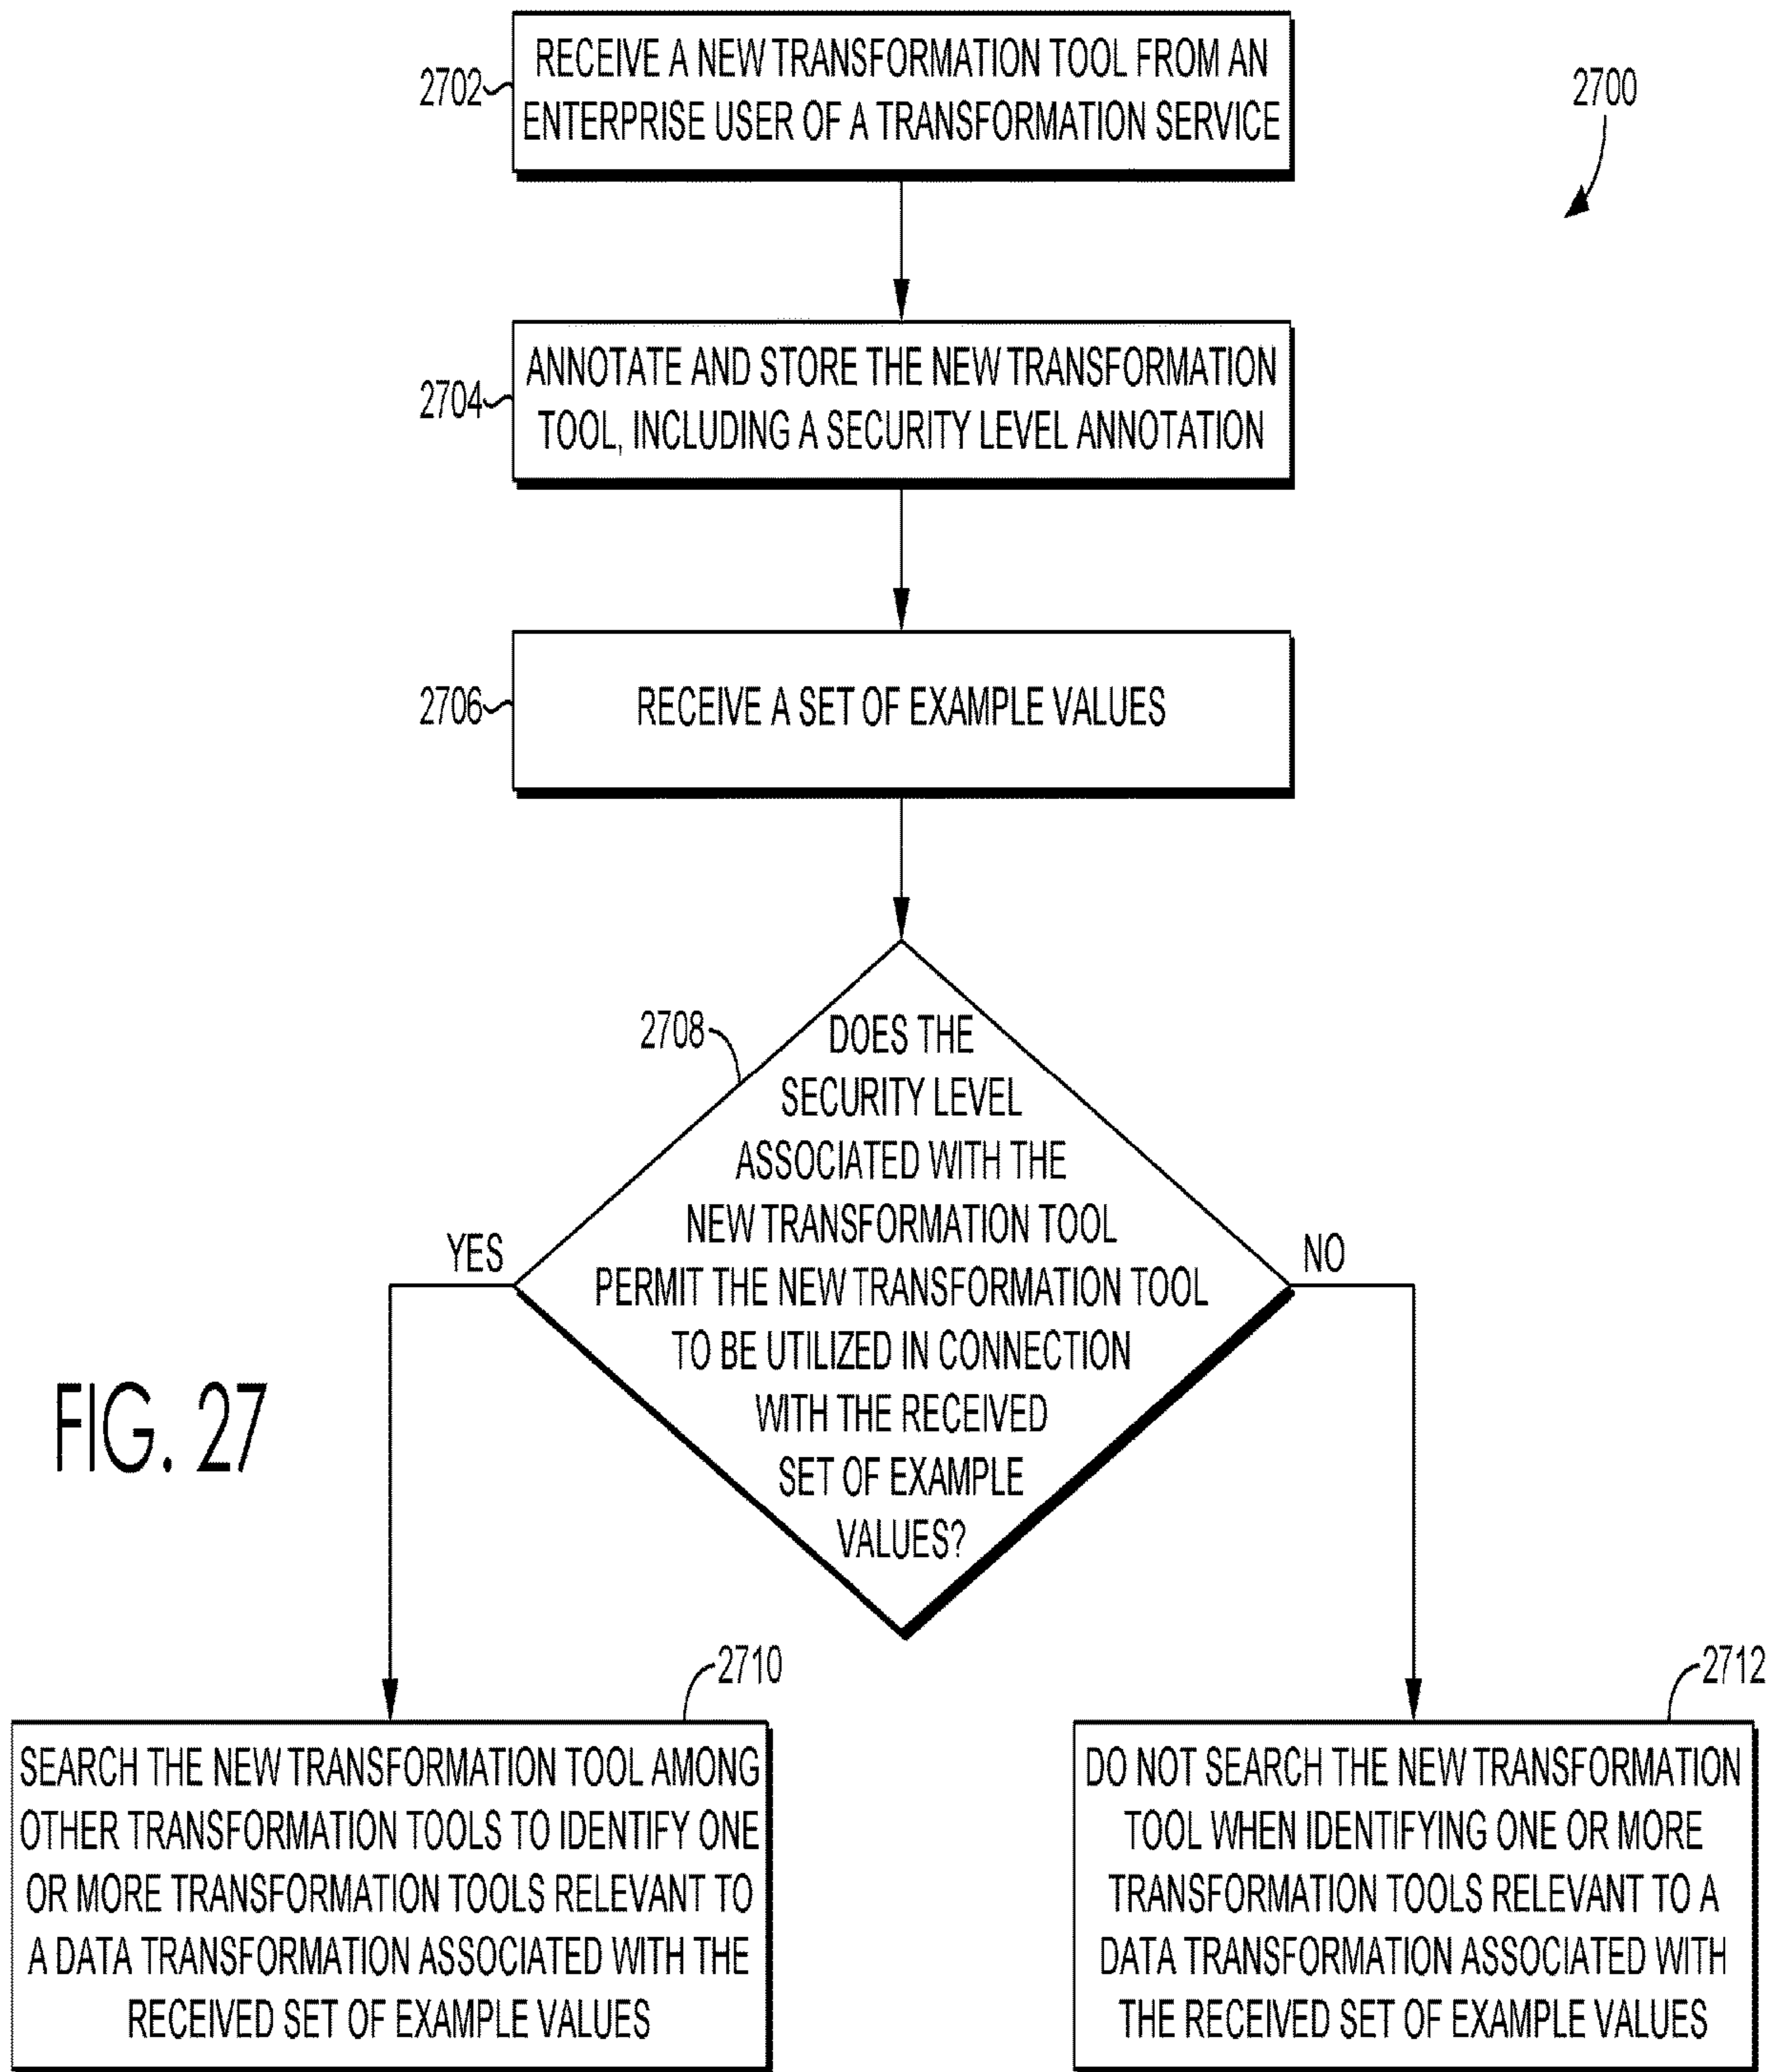 2700
2702
RECEIVE A NEW TRANSFORMATION TOOL FROM AN
ENTERPRISE USER OF A TRANSFORMATION SERVICE
2704
ANNOTATE AND STORE THE NEW TRANSFORMATION
TOOL, INCLUDING A SECURITY LEVEL ANNOTATION
2706
RECEIVE A SET OF EXAMPLE VALUES
2708
DOES THE
SECURITY LEVEL
ASSOCIATED WITH THE
NEW TRANSFORMATION TOOL
PERMIT THE NEW TRANSFORMATION TOOL
TO BE UTILIZED IN CONNECTION
WITH THE RECEIVED
SET OF EXAMPLE
VALUES?
YES
NO
FIG. 27
2710
SEARCH THE NEW TRANSFORMATION TOOL AMONG
OTHER TRANSFORMATION TOOLS TO IDENTIFY ONE
OR MORE TRANSFORMATION TOOLS RELEVANT TO
A DATA TRANSFORMATION ASSOCIATED WITH THE
RECEIVED SET OF EXAMPLE VALUES
2712
DO NOT SEARCH THE NEW TRANSFORMATION
TOOL WHEN IDENTIFYING ONE OR MORE
TRANSFORMATION TOOLS RELEVANT TO A
DATA TRANSFORMATION ASSOCIATED WITH
THE RECEIVED SET OF EXAMPLE VALUES